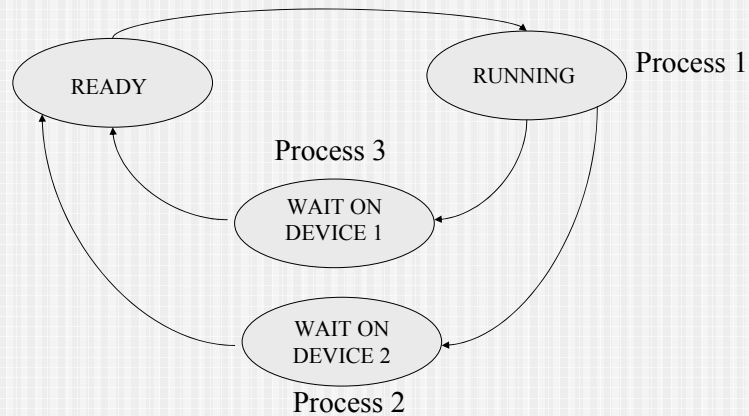 READY
RUNNING
Process 1
Process 3
WAIT ON
DEVICE 1
WAIT ON
DEVICE 2
Process 2